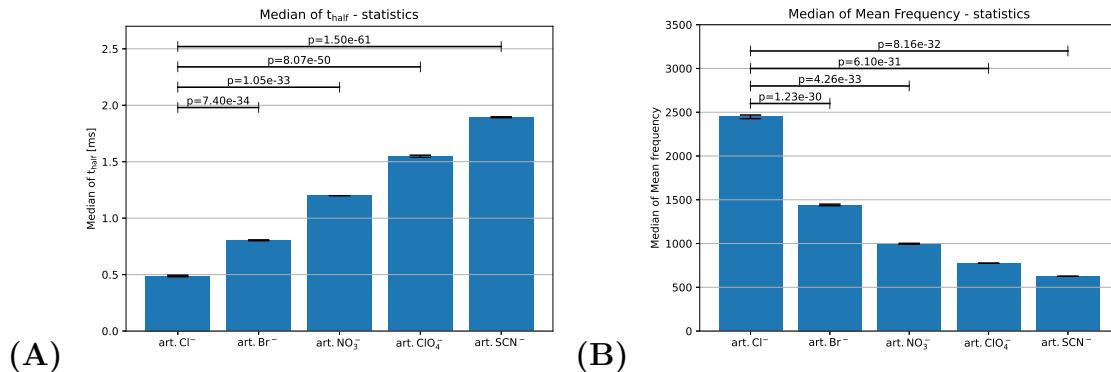 Median of t_half - statistics
p=1.50e-61
p=8.07e-50
p=1.05e-33
p=7.40e-34
Median of t_half [ms]
2.5
2.0
1.5
1.0
0.5
0.0
art. Cl⁻
art. Br⁻
art. NO₃⁻
art. ClO₄⁻
art. SCN⁻
(A)
Median of Mean Frequency - statistics
p=8.16e-32
p=6.10e-31
p=4.26e-33
p=1.23e-30
Median of Mean frequency
3500
3000
2500
2000
1500
1000
500
0
art. Cl⁻
art. Br⁻
art. NO₃⁻
art. ClO₄⁻
art. SCN⁻
(B)